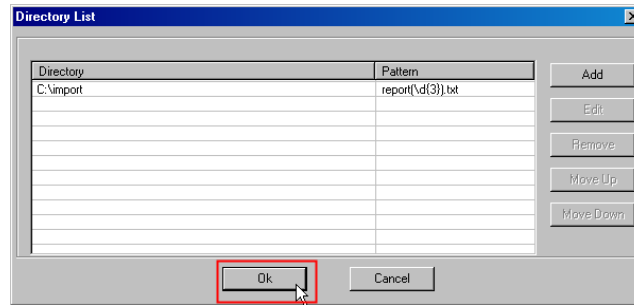 Directory List
Directory Pattern
C:\import report(\d{3}).txt
Add
Edit
Remove
Move Up
Move Down
Ok Cancel